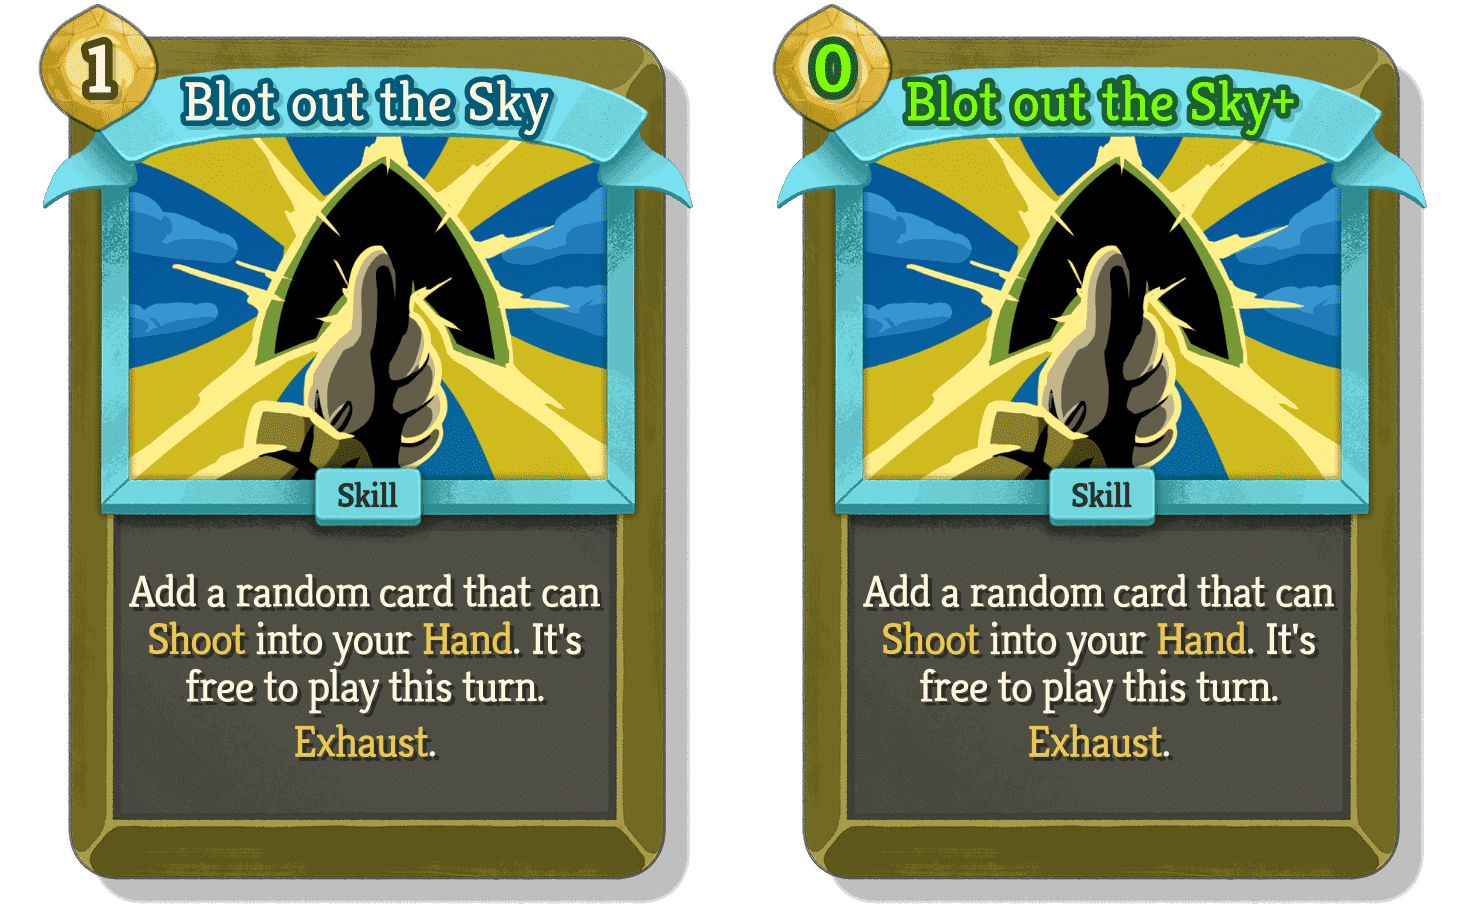 1
Blot out the Sky
Skill
Add a random card that can
Shoot into your Hand. It's
free to play this turn.
Exhaust.
0
Blot out the Sky+
Skill
Add a random card that can
Shoot into your Hand. It's
free to play this turn.
Exhaust.